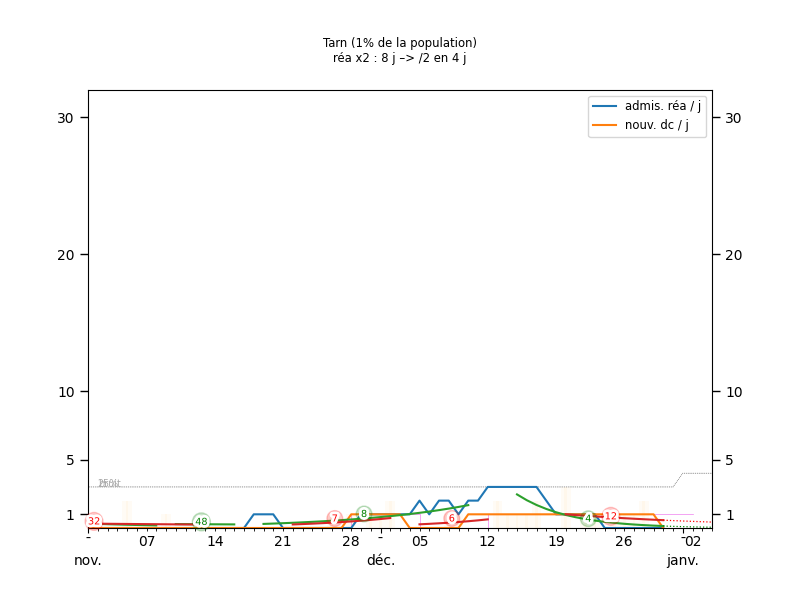 Tarn (1% de la population)
réa x2 : 8 j –> /2 en 4 j
admis. réa / j
nouv. dc / j
30 30
20 20
10 10
5 5
1 1
32 48 7 8 6 4 12
- 07 14 21 28 - 05 12 19 26 - 02
nov. déc. janv.